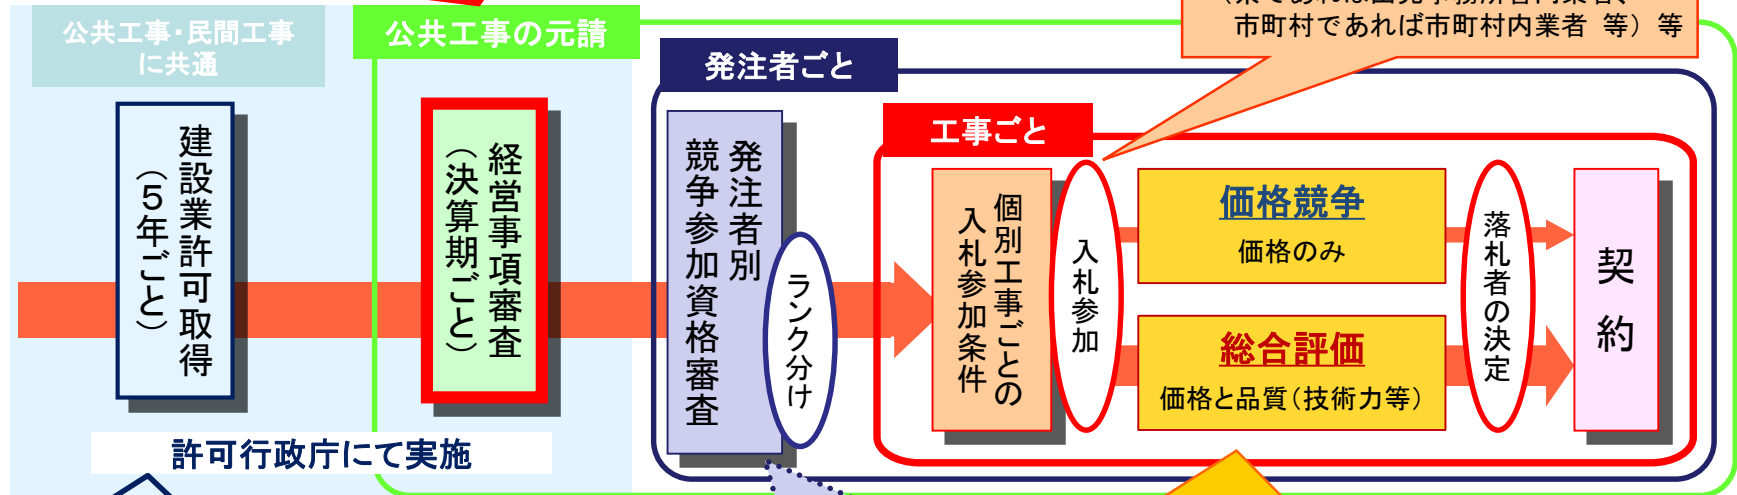 市町村であれば市町村内業者 等）等
公共工事・民間工事
に共通
公共工事の元請
発注者ごと
工事ごと
建設業許可取得
（５年ごと）
経営事項審査
（決算期ごと）
発注者別
競争参加資格審査
ランク分け
個別工事ごとの
入札参加条件
入札参加
価格競争
価格のみ
総合評価
価格と品質（技術力等）
落札者の決定
契約
許可行政庁にて実施